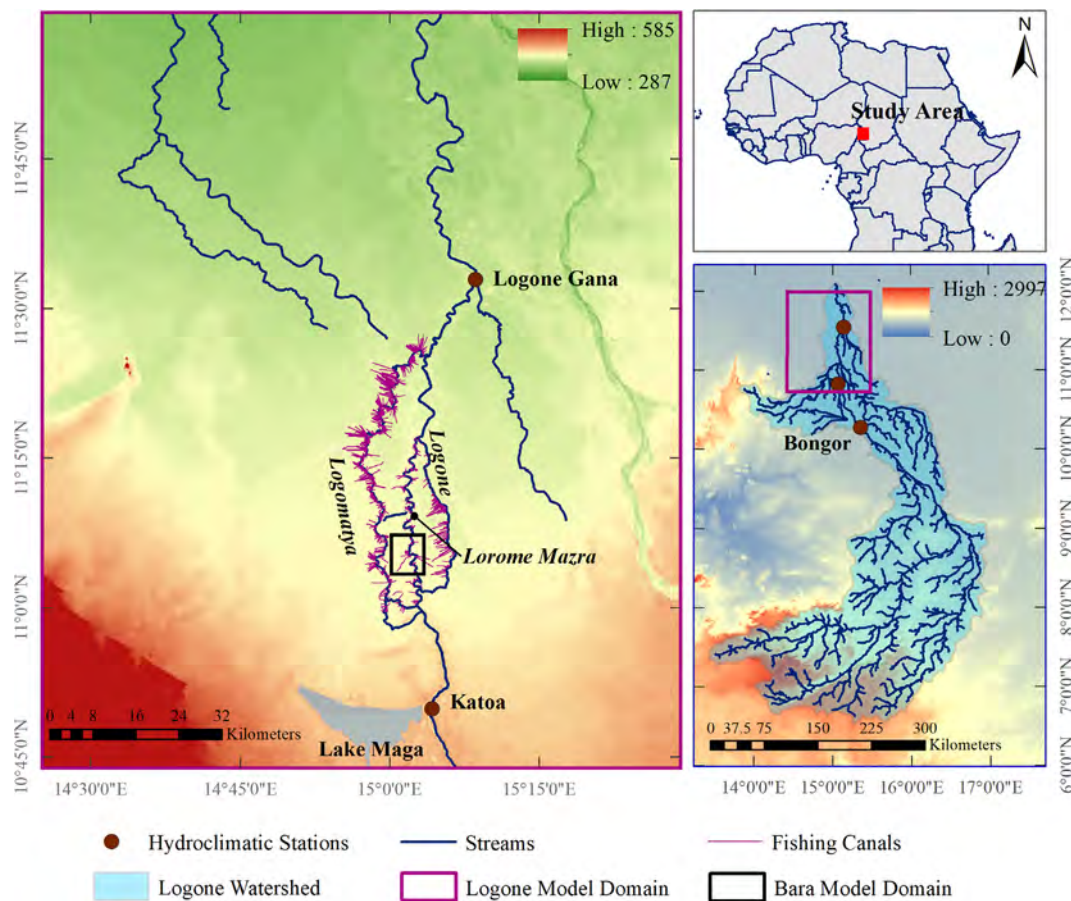 High : 585
Low : 287
11°45'0"N
11°30'0"N
11°15'0"N
11°0'0"N
10°45'0"N
Logone Gana
Logone
Logomatya
Lorome Mazra
Katoa
Lake Maga
0 4 8 16 24 32
Kilometers
14°30'0"E 14°45'0"E 15°0'0"E 15°15'0"E
N
Study Area
High : 2997
Low : 0
Bongor
12°0'0"N
11°0'0"N
10°0'0"N
9°0'0"N
8°0'0"N
7°0'0"N
6°0'0"N
0 37.5 75 150 225 300
Kilometers
14°0'0"E 15°0'0"E 16°0'0"E 17°0'0"E
Hydroclimatic Stations
Streams
Fishing Canals
Logone Watershed
Logone Model Domain
Bara Model Domain